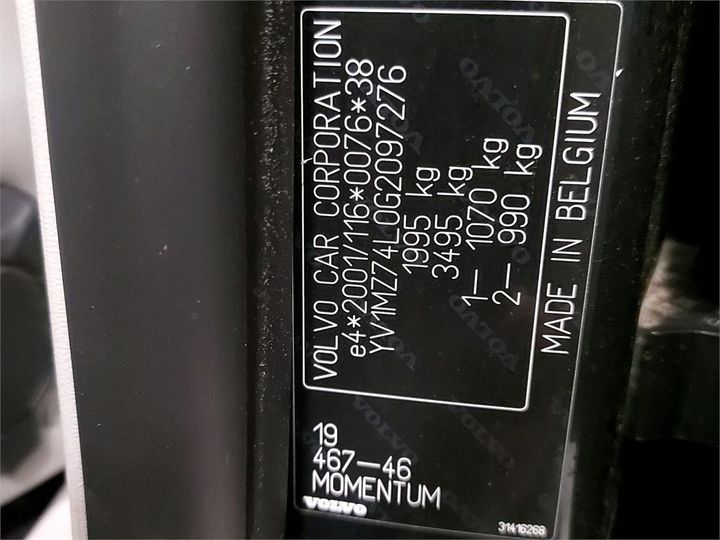 VOLVO CAR CORPORATION
e4*2001/116*0076*38
YV1MZ74L0G2097276
1995 kg
3495 kg
1- 1070 kg
2- 990 kg
MADE IN BELGIUM
19
467-46
MOMENTUM
VOLVO
31416268